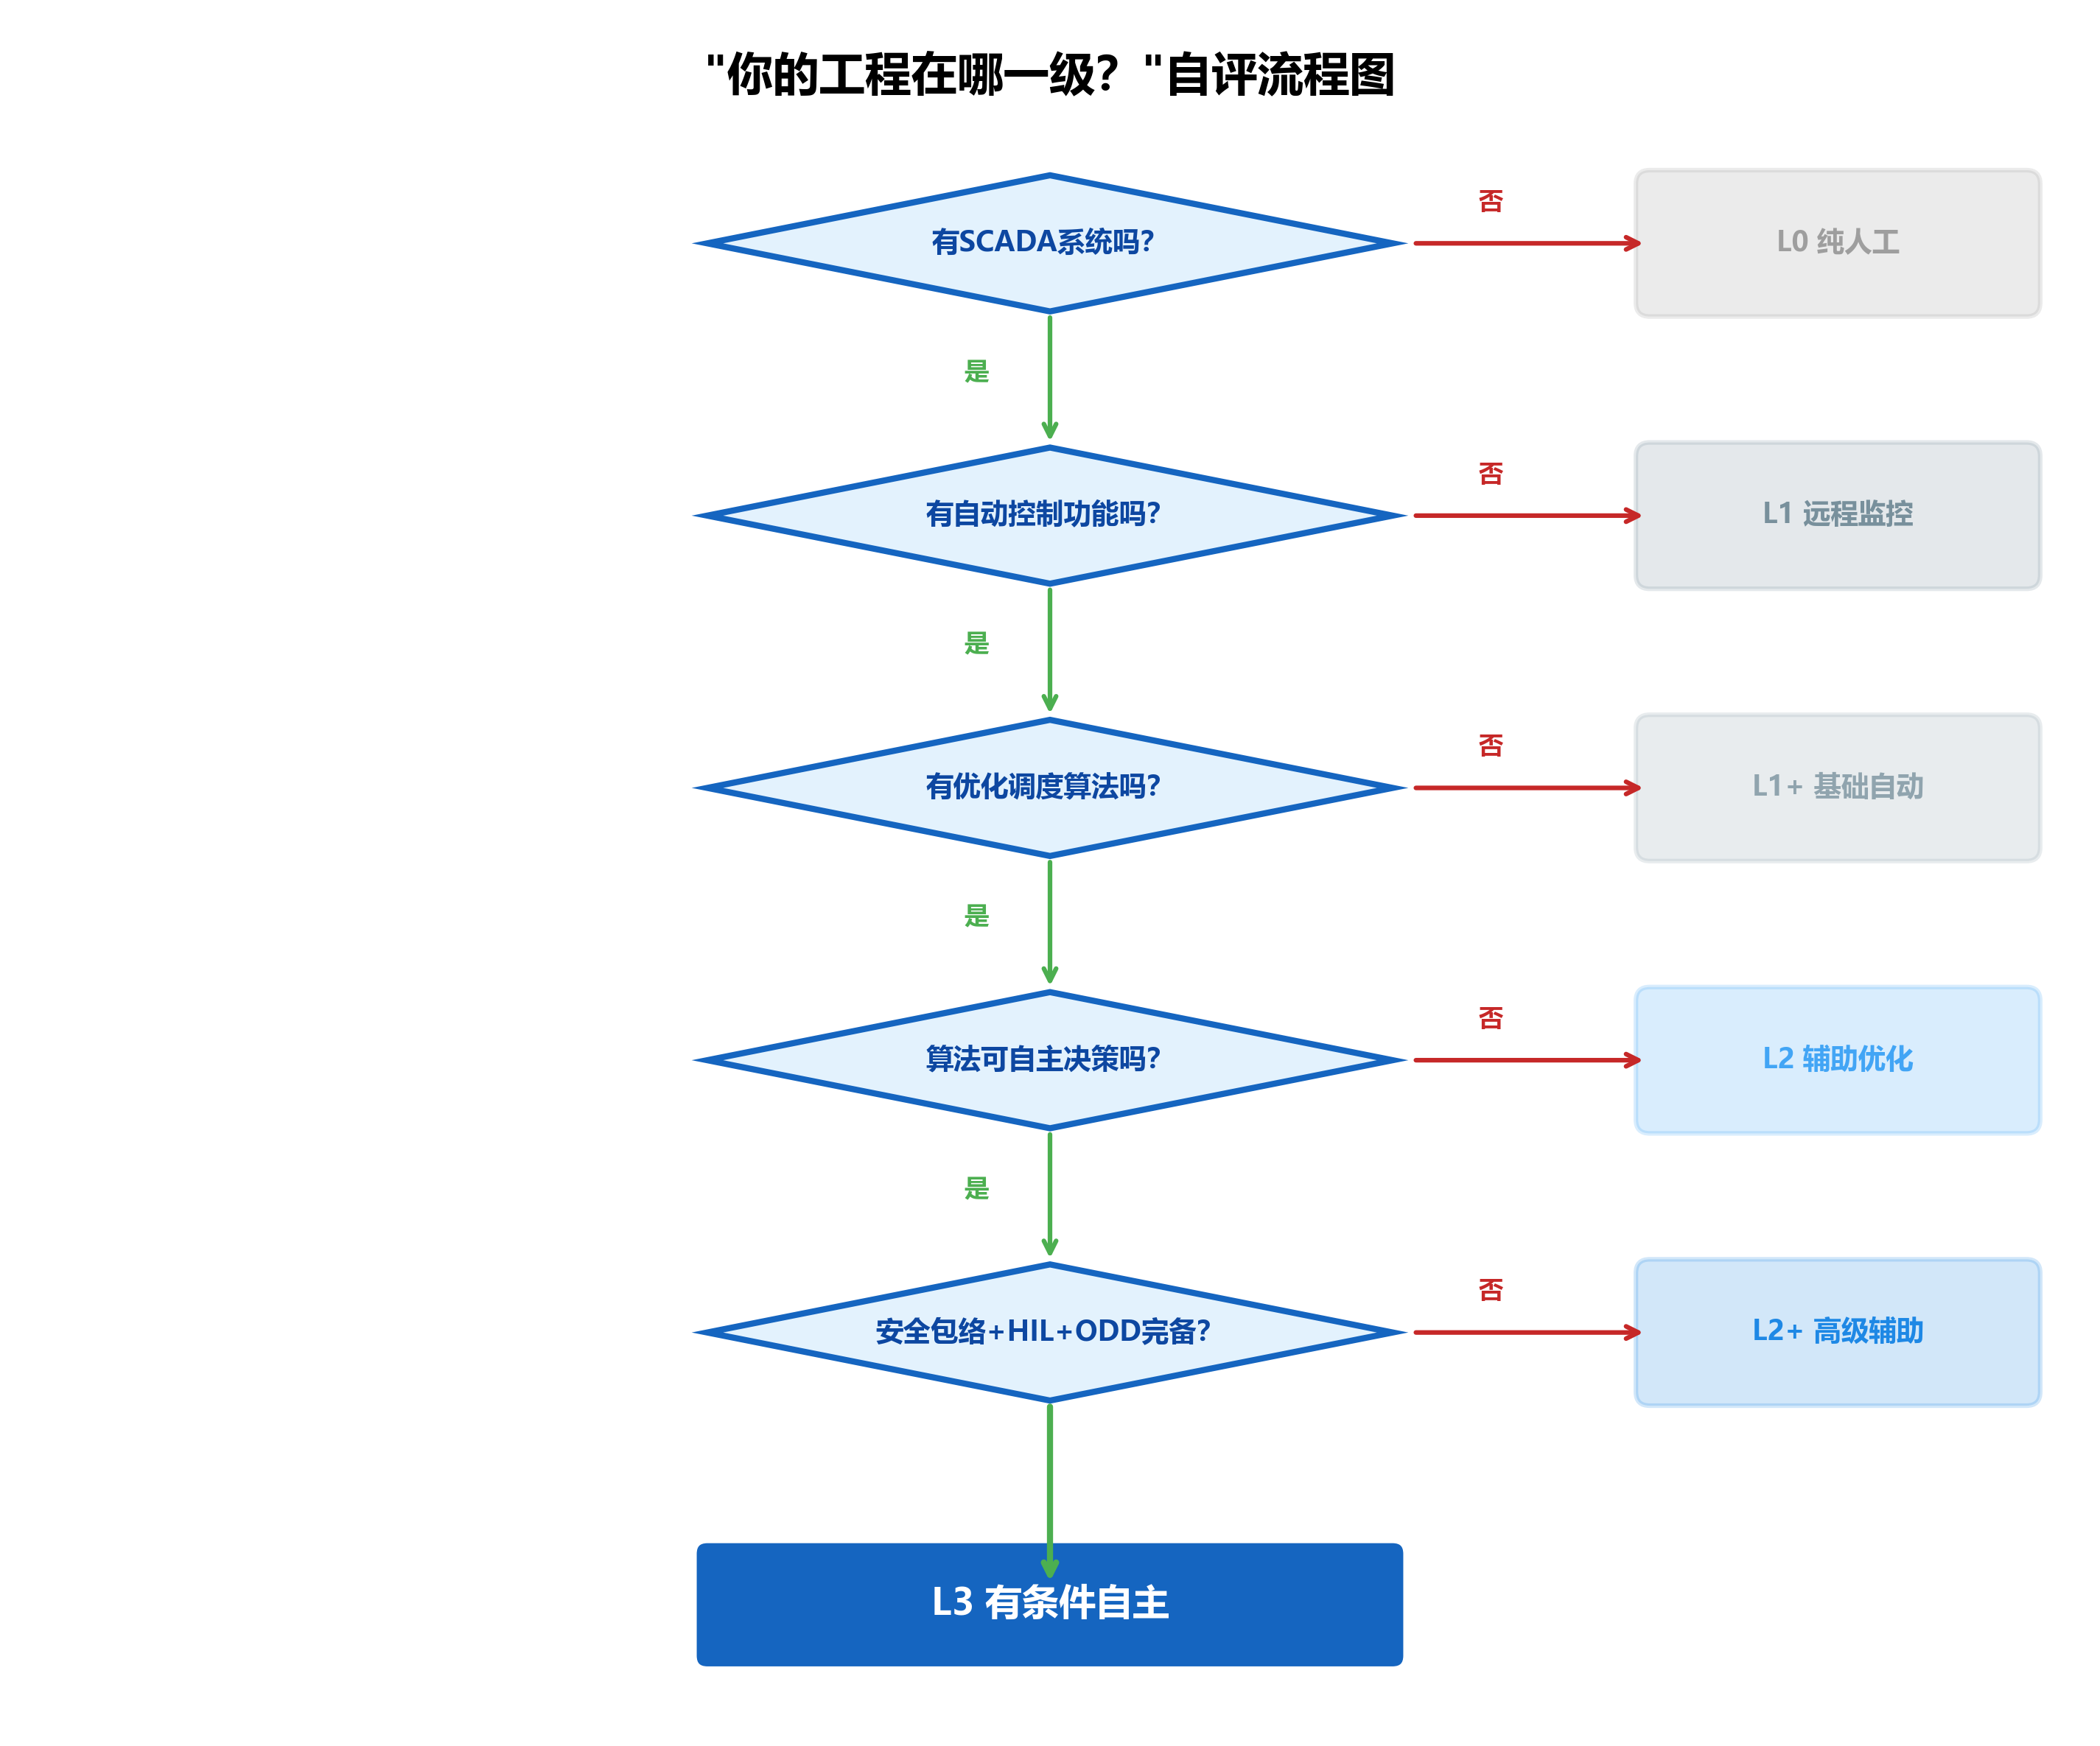 "你的工程在哪一级？"自评流程图
有SCADA系统吗?
否
L0 纯人工
是
有自动控制功能吗?
否
L1 远程监控
是
有优化调度算法吗?
否
L1+ 基础自动
是
算法可自主决策吗?
否
L2 辅助优化
是
安全包络+HIL+ODD完备?
否
L2+ 高级辅助
L3 有条件自主